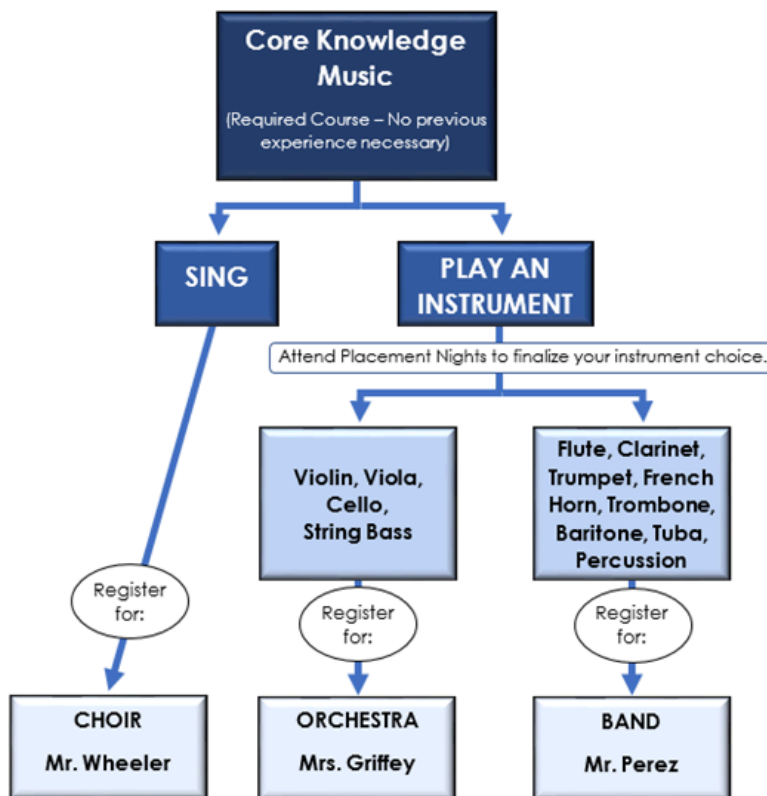 Core Knowledge
Music
(Required Course – No previous
experience necessary)
SING
PLAY AN
INSTRUMENT
Attend Placement Nights to finalize your instrument choice.
Violin, Viola,
Cello,
String Bass
Flute, Clarinet,
Trumpet, French
Horn, Trombone,
Baritone, Tuba,
Percussion
Register
for:
Register
for:
Register
for:
CHOIR
Mr. Wheeler
ORCHESTRA
Mrs. Griffey
BAND
Mr. Perez